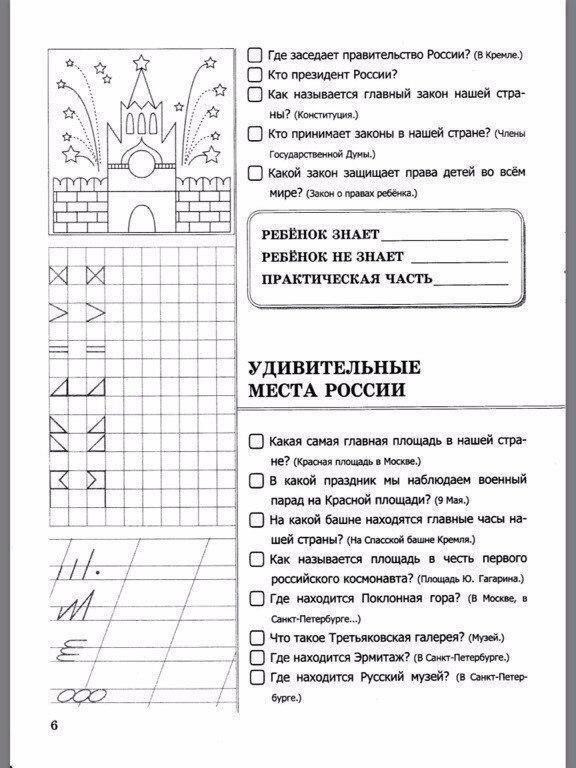 Где заседает правительство России? (В Кремле.)
Кто президент России?
Как называется главный закон нашей стра-
ны? (Конституция.)
Кто принимает законы в нашей стране? (Члены
Государственной Думы.)
Какой закон защищает права детей во всём
мире? (Закон о правах ребёнка.)
РЕБЁНОК ЗНАЕТ
РЕБЁНОК НЕ ЗНАЕТ
ПРАКТИЧЕСКАЯ ЧАСТЬ
УДИВИТЕЛЬНЫЕ
МЕСТА РОССИИ
Какая самая главная площадь в нашей стра-
не? (Красная площадь в Москве.)
В какой праздник мы наблюдаем военный
парад на Красной площади? (9 Мая.)
На какой башне находятся главные часы на-
шей страны? (На Спасской башне Кремля.)
Как называется площадь в честь первого
российского космонавта? (Площадь Ю. Гагарина.)
Где находится Поклонная гора? (В Москве, в
Санкт-Петербурге...)
Что такое Третьяковская галерея? (Музей.)
Где находится Эрмитаж? (В Санкт-Петербурге.)
Где находится Русский музей? (В Санкт-Петер-
бурге.)
6